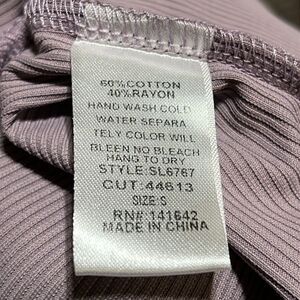 60% COTTON
40% RAYON
HAND WASH COLD
WATER SEPARA
TELY COLOR WILL
BLEEN NO BLEACH
HANG TO DRY
STYLE:SL6767
CUT:44613
SIZE:S
RN#:141642
MADE IN CHINA